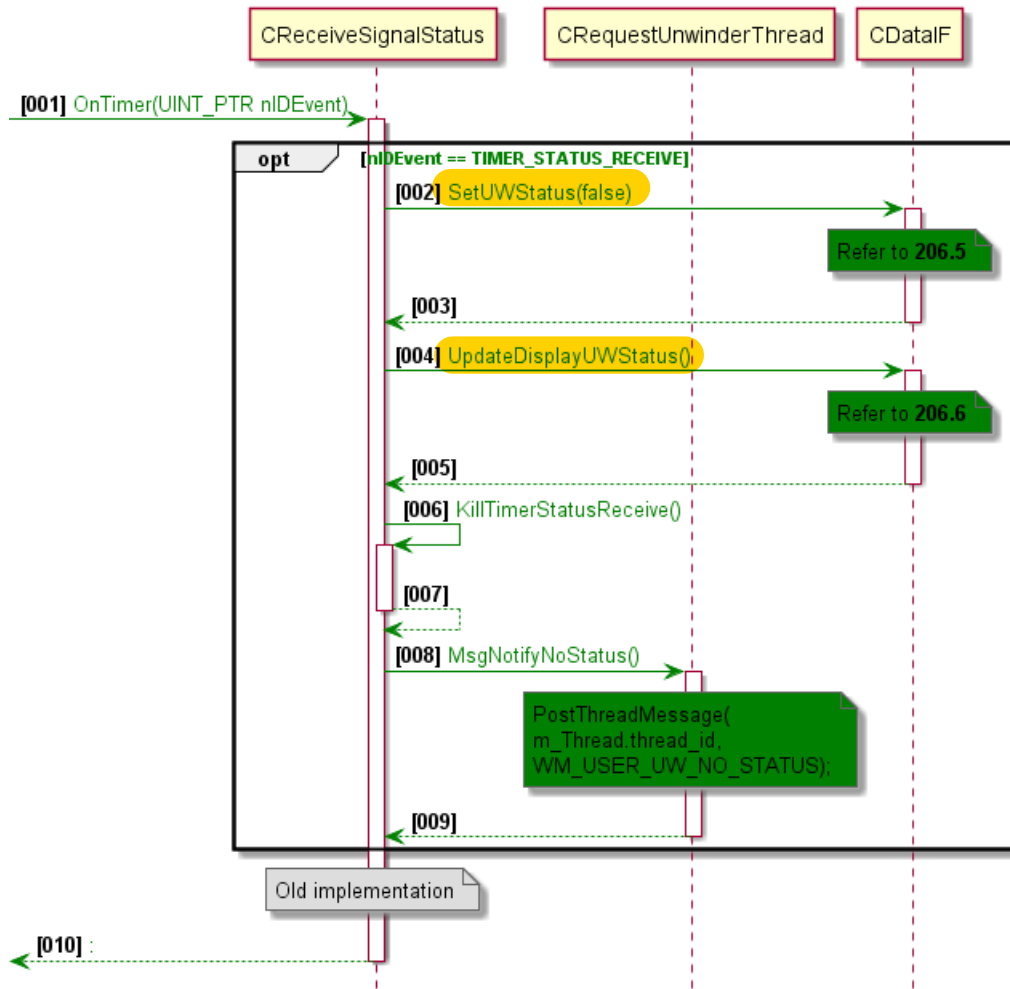 CReceiveSignalStatus
CRequestUnwinderThread
CDataIF
[001] OnTimer(UINT_PTR nIDEvent)
opt
[nIDEvent == TIMER_STATUS_RECEIVE]
[002] SetUWStatus(false)
Refer to 206.5
[003]
[004] UpdateDisplayUWStatus()
Refer to 206.6
[005]
[006] KillTimerStatusReceive()
[007]
[008] MsgNotifyNoStatus()
PostThreadMessage(
m_Thread.thread_id,
WM_USER_UW_NO_STATUS);
[009]
Old implementation
[010] :